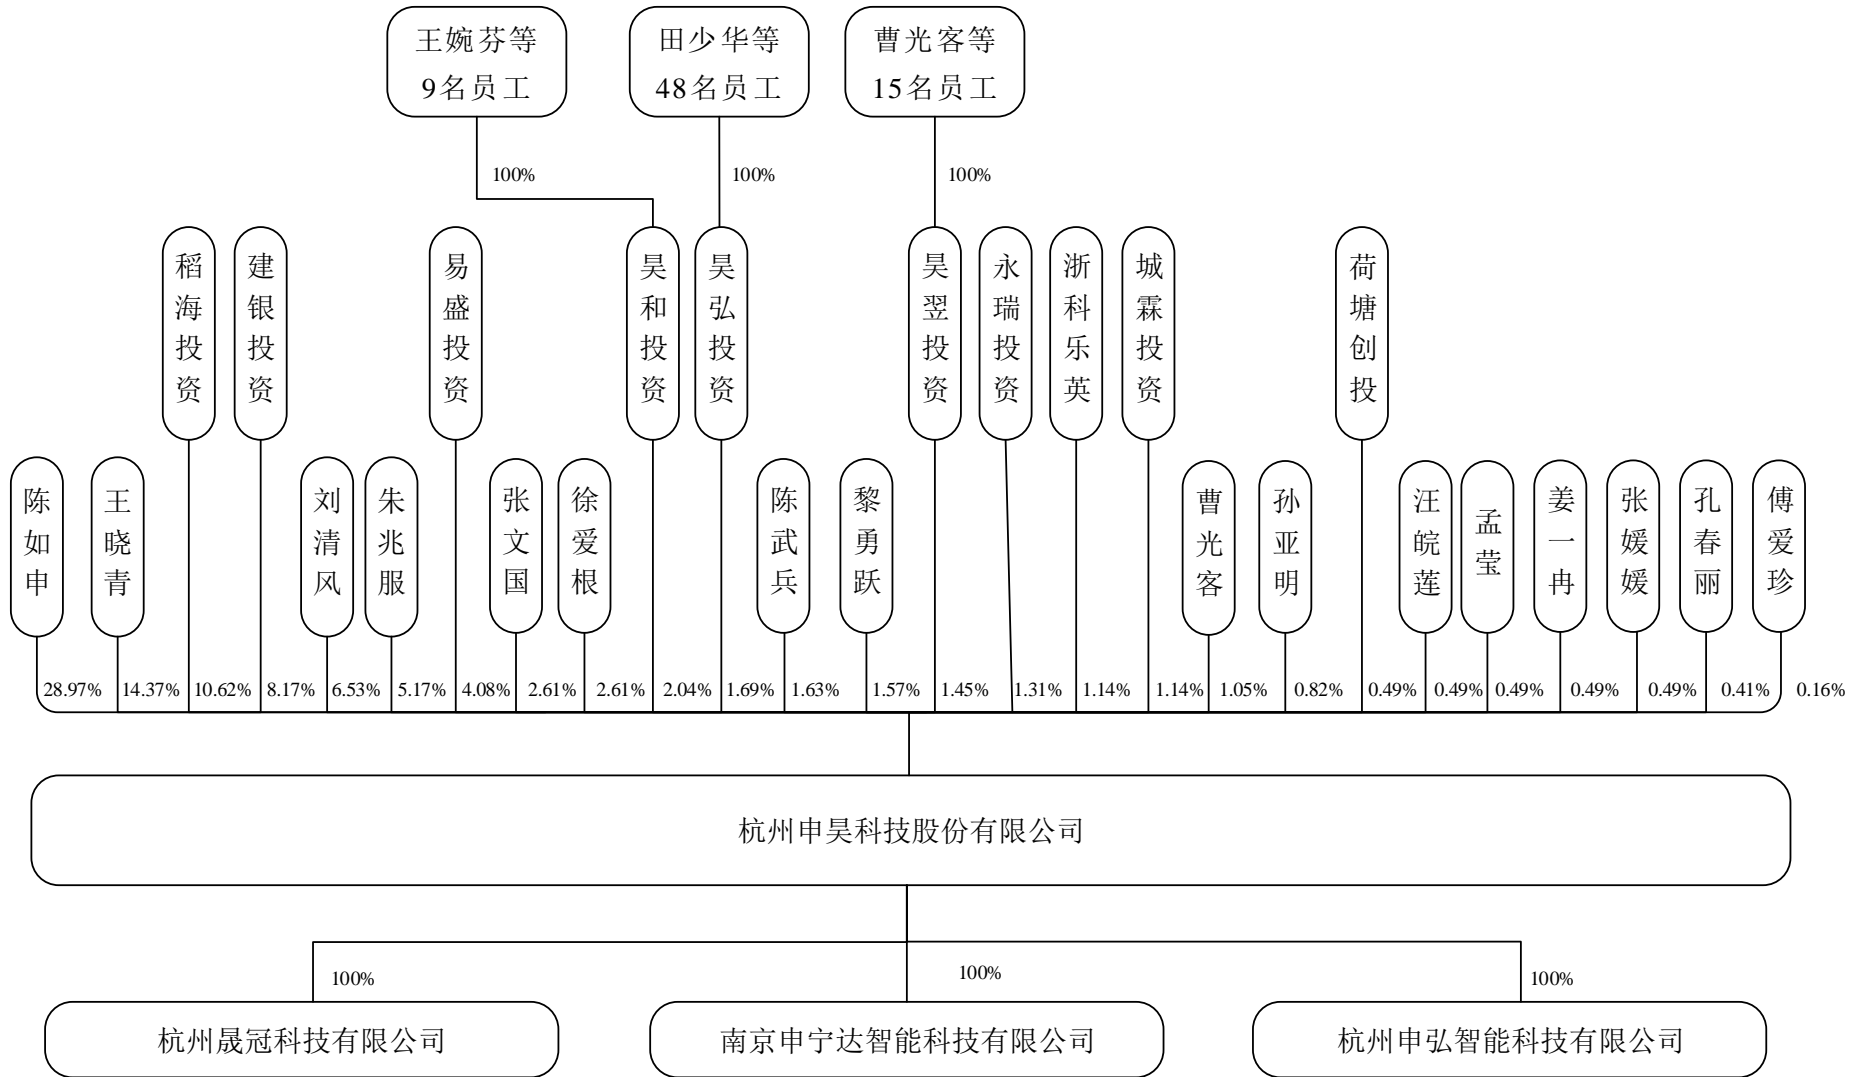 王婉芬等
9名员工
田少华等
48名员工
曹光客等
15名员工
100%
100%
100%
稻海投资
建银投资
易盛投资
昊和投资
昊弘投资
昊翌投资
永瑞投资
浙科乐英
城霖投资
荷塘创投
陈如申
王晓青
刘清风
朱兆服
张文国
徐爱根
陈武兵
黎勇跃
曹光客
孙亚明
汪皖莲
孟莹
姜一冉
张媛媛
孔春丽
傅爱珍
28.97%
14.37%
10.62%
8.17%
6.53%
5.17%
4.08%
2.61%
2.61%
2.04%
1.69%
1.63%
1.57%
1.45%
1.31%
1.14%
1.14%
1.05%
0.82%
0.49%
0.49%
0.49%
0.49%
0.49%
0.41%
0.16%
杭州申昊科技股份有限公司
100%
100%
100%
杭州晟冠科技有限公司
南京申宁达智能科技有限公司
杭州申弘智能科技有限公司